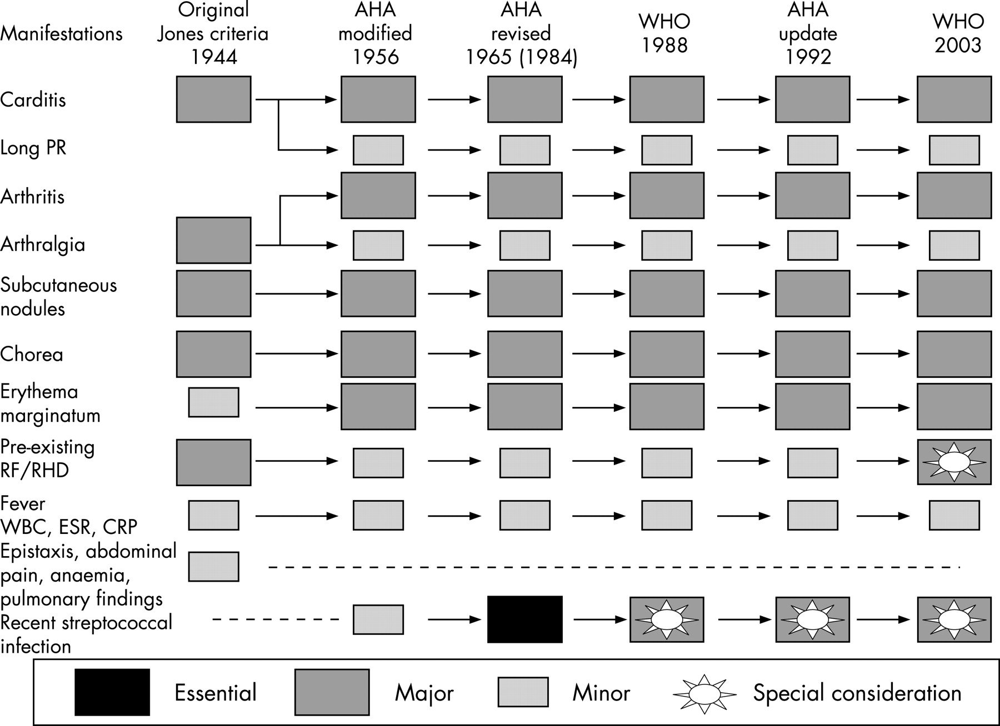 Manifestations
Original
Jones criteria
1944
AHA
modified
1956
AHA
revised
1965 (1984)
WHO
1988
AHA
update
1992
WHO
2003
Carditis
Long PR
Arthritis
Arthralgia
Subcutaneous
nodules
Chorea
Erythema
marginatum
Pre-existing
RF/RHD
Fever
WBC, ESR, CRP
Epistaxis, abdominal
pain, anaemia,
pulmonary findings
Recent streptococcal
infection
Essential
Major
Minor
Special consideration